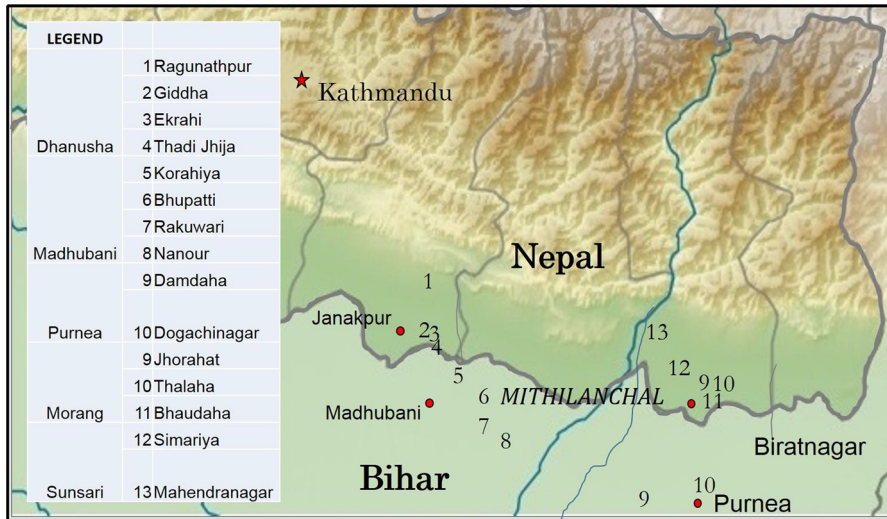 LEGEND
1 Ragunathpur
2 Giddha
3 Ekrahi
Dhanusha 4 Thadi Jhija
5 Korahiya
6 Bhupatti
7 Rakuwari
Madhubani 8 Nanour
9 Damdaha
Purnea 10 Dogachinagar
9 Jhorahat
10 Thalaha
Morang 11 Bhaudaha
12 Simariya
Sunsari 13 Mahendranagar
Kathmandu
Nepal
1
Janakpur
2
3
4
13
5
12
9 10
6
MITHILANCHAL
11
Madhubani
7
8
Biratnagar
Bihar
9
10
Purnea